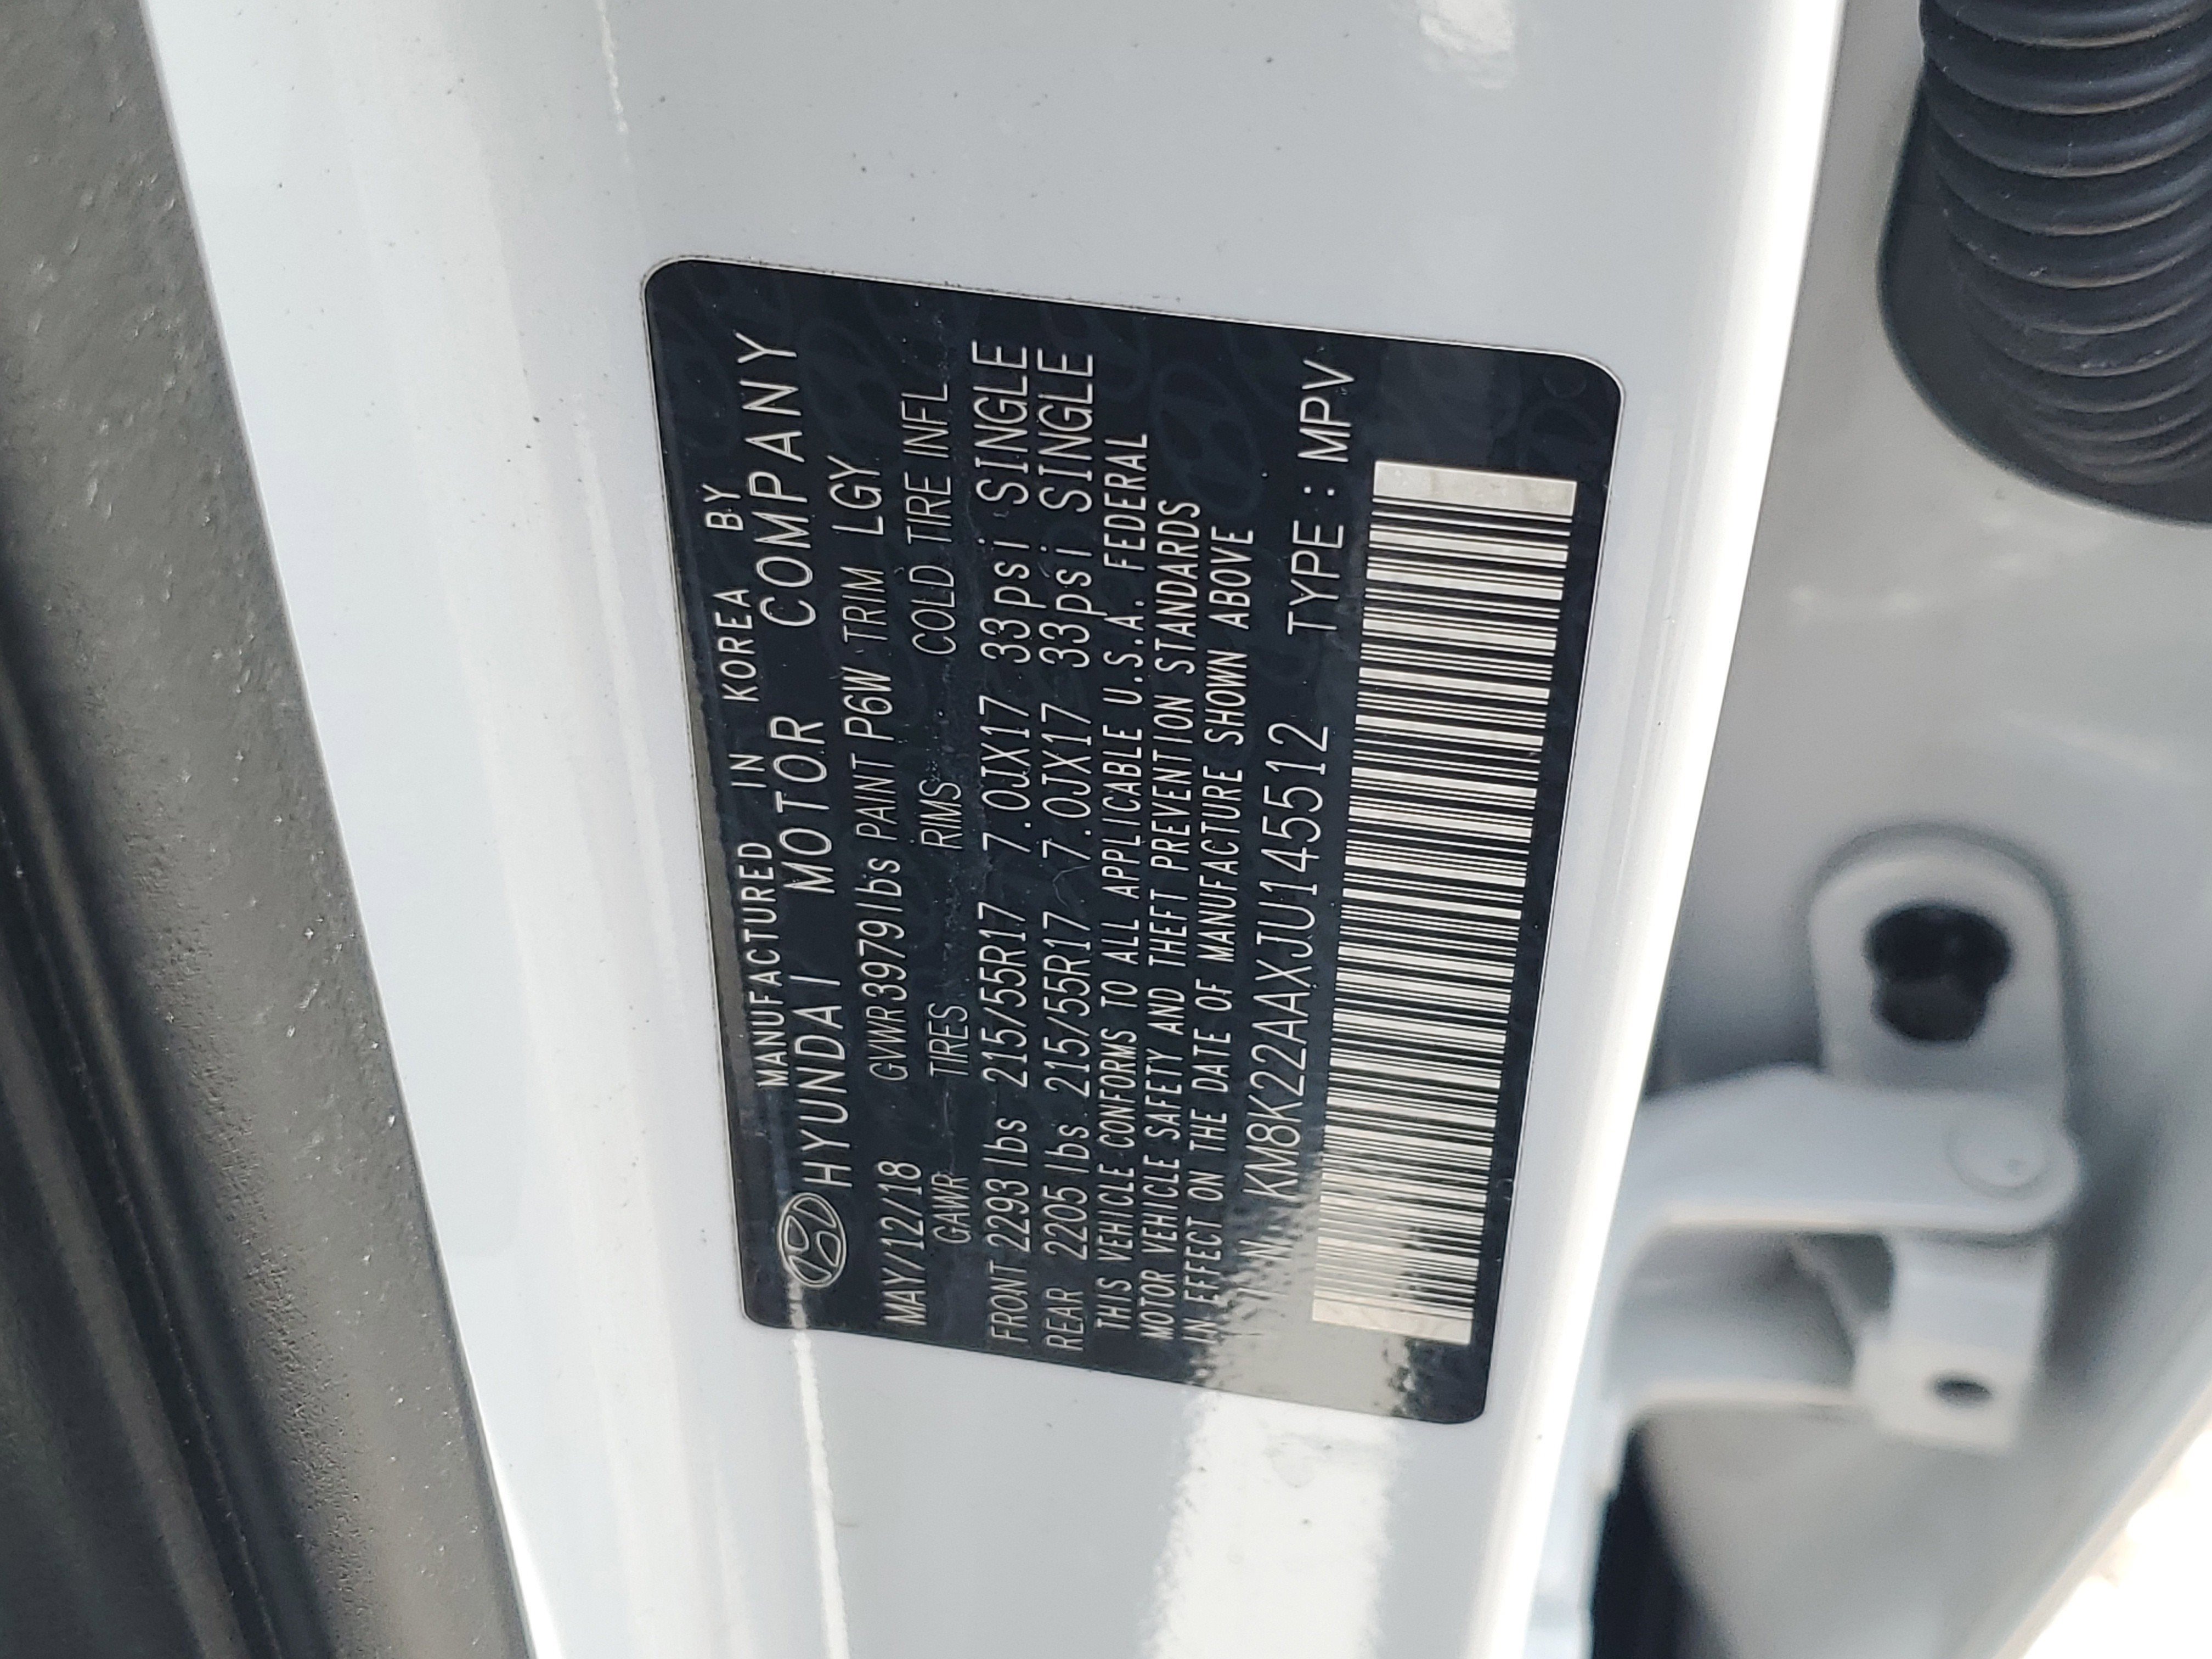 MANUFACTURED IN KOREA BY
HYUNDAI MOTOR COMPANY
MAY/12/18 GVWR3979lbs PAINT P6W TRIM LGY
GAWR TIRES RIMS COLD TIRE INFL
FRONT 2293lbs 215/55R17 7.0JX17 33psi SINGLE
REAR 2205lbs 215/55R17 7.0JX17 33psi SINGLE
THIS VEHICLE CONFORMS TO ALL APPLICABLE U.S.A. FEDERAL
MOTOR VEHICLE SAFETY AND THEFT PREVENTION STANDARDS
IN EFFECT ON THE DATE OF MANUFACTURE SHOWN ABOVE
KM8K22AAXJU145512 TYPE : MPV